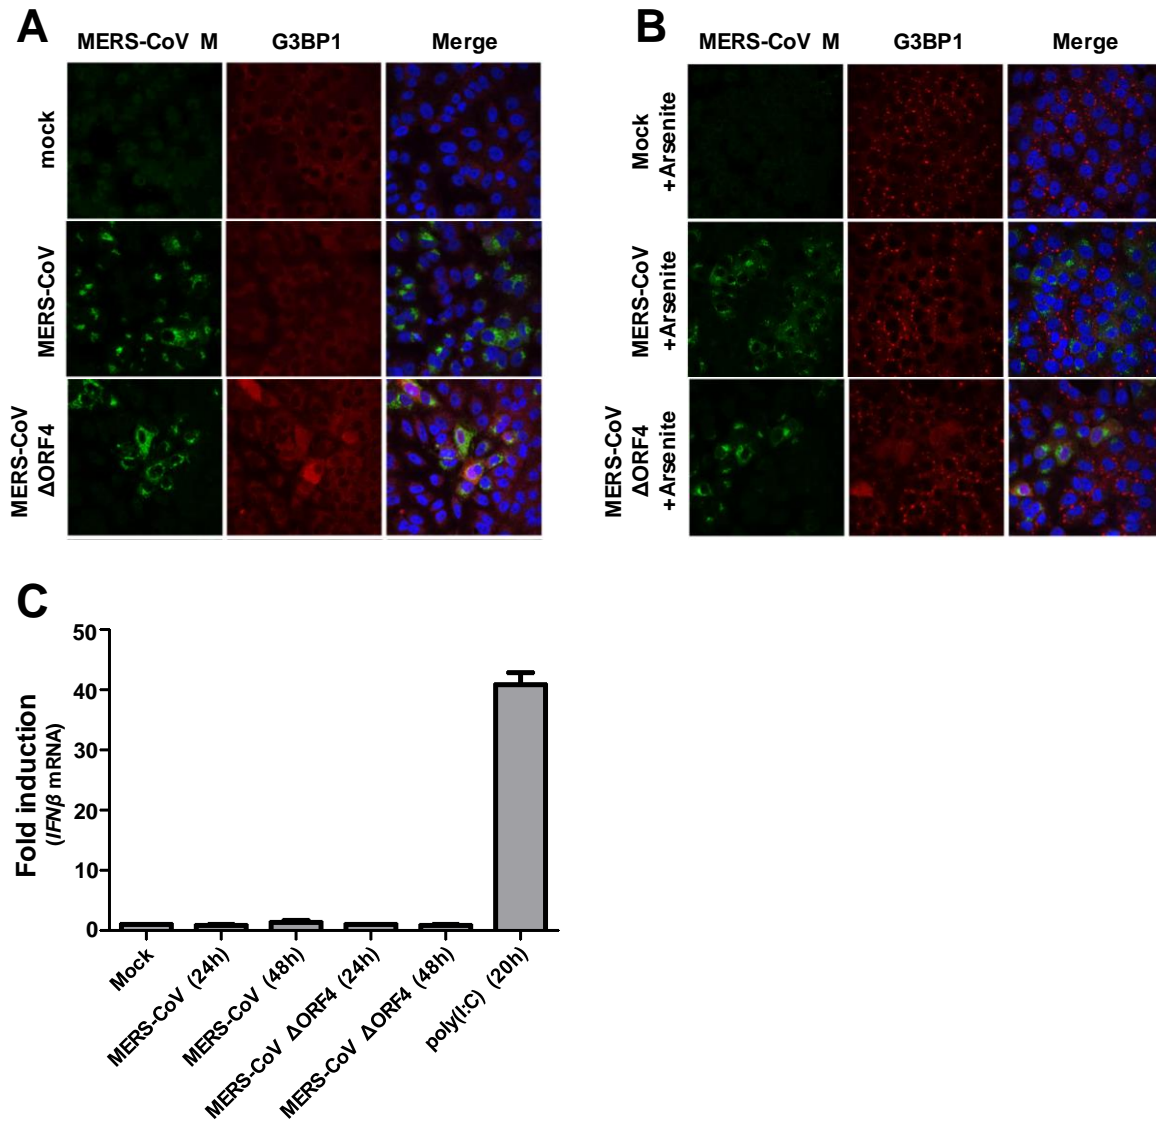 A
MERS-CoV M
G3BP1
Merge
mock
MERS-CoV
MERS-CoV
ΔORF4
B
MERS-CoV M
G3BP1
Merge
Mock
+Arsenite
MERS-CoV
+Arsenite
MERS-CoV
ΔORF4
+Arsenite
C
Fold induction
(IFNβ mRNA)
50
40
30
20
10
0
Mock
MERS-CoV (24h)
MERS-CoV (48h)
MERS-CoV ΔORF4 (24h)
MERS-CoV ΔORF4 (48h)
poly(I:C) (20h)